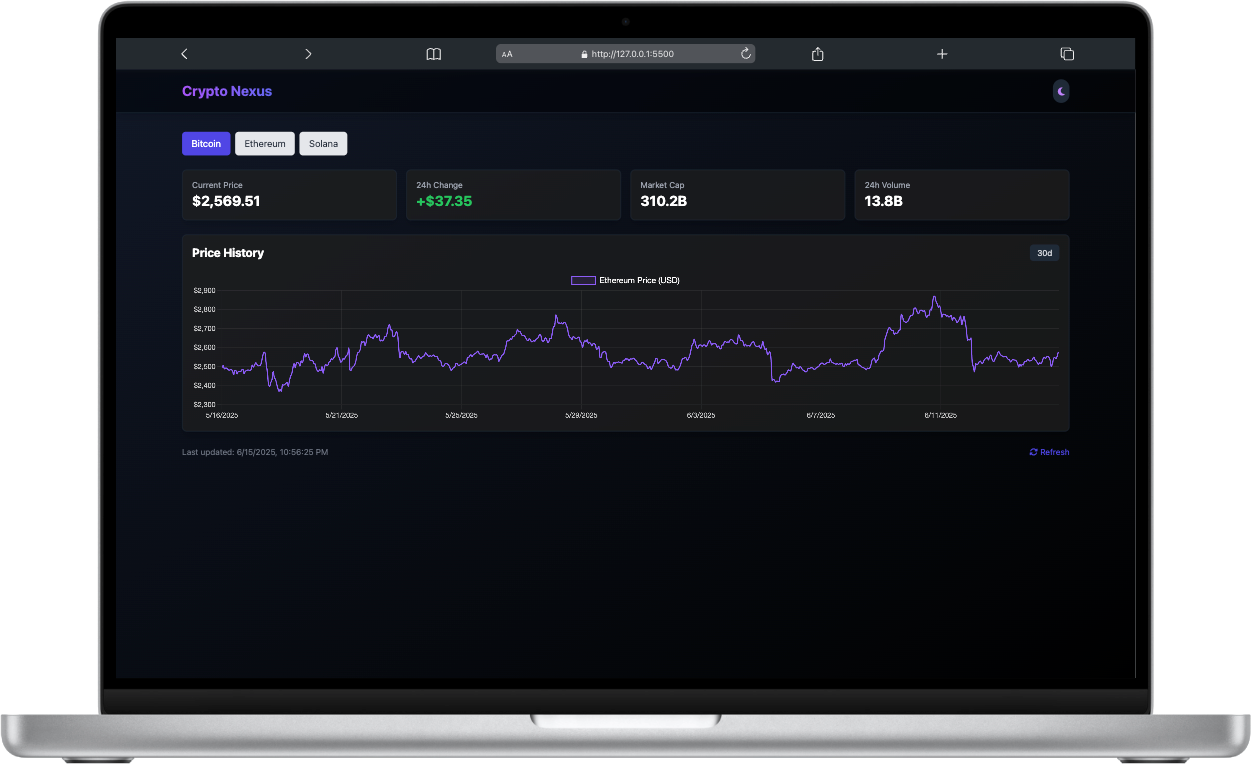 AA http://127.0.0.1:5500
Crypto Nexus
Bitcoin Ethereum Solana
Current Price 24h Change Market Cap 24h Volume
$2,569.51 +$37.35 310.2B 13.8B
Price History 30d
Ethereum Price (USD)
$2,900
$2,800
$2,700
$2,600
$2,500
$2,400
$2,300
5/16/2025 5/21/2025 5/25/2025 5/29/2025 6/3/2025 6/7/2025 6/11/2025
Last updated: 6/15/2025, 10:56:25 PM Refresh